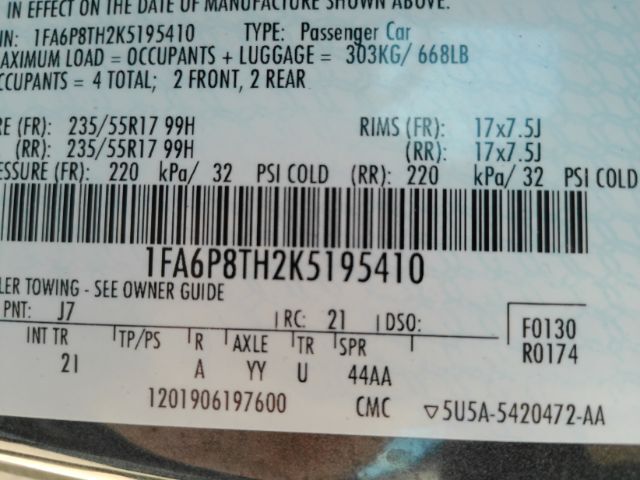 IN EFFECT ON THE DATE OF MANUFACTURE SHOWN ABOVE.
IN: 1FA6P8TH2K5195410 TYPE: Passenger Car
AXIMUM LOAD = OCCUPANTS + LUGGAGE = 303KG/ 668LB
CCUPANTS = 4 TOTAL; 2 FRONT, 2 REAR
RE (FR): 235/55R17 99H RIMS (FR): 17x7.5J
(RR): 235/55R17 99H (RR): 17x7.5J
ESSURE (FR): 220 kPa/ 32 PSI COLD (RR): 220 kPa/ 32 PSI COLD
1FA6P8TH2K5195410
LER TOWING - SEE OWNER GUIDE
PNT: J7 RC: 21 DSO: F0130
INT TR TP/PS R AXLE TR SPR R0174
21 A YY U 44AA
1201906197600 CMC ▽5U5A-5420472-AA